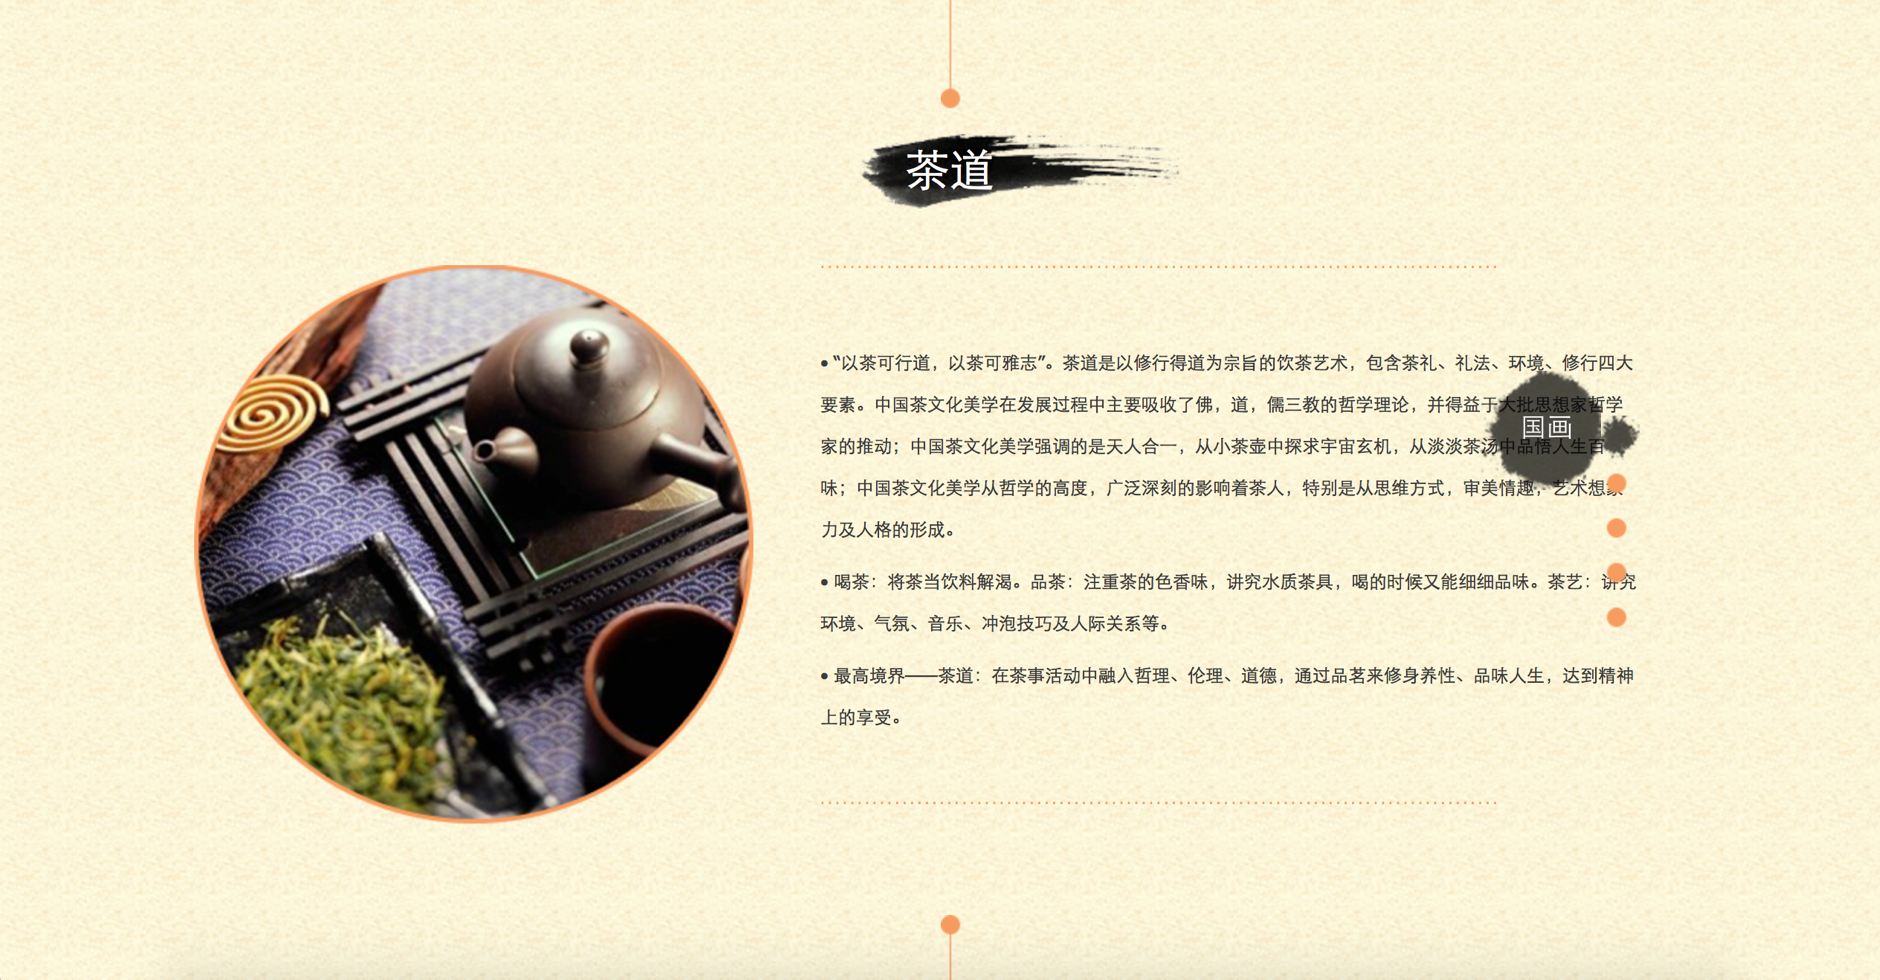 茶道
• “以茶可行道，以茶可雅志”。茶道是以修行得道为宗旨的饮茶艺术，包含茶礼、礼法、环境、修行四大
要素。中国茶文化美学在发展过程中主要吸收了佛，道，儒三教的哲学理论，并得益于大批思想家哲学
家的推动；中国茶文化美学强调的是天人合一，从小茶壶中探求宇宙玄机，从淡淡茶汤中品悟人生百
味；中国茶文化美学从哲学的高度，广泛深刻的影响着茶人，特别是从思维方式，审美情趣，艺术想象
力及人格的形成。
国画
• 喝茶：将茶当饮料解渴。品茶：注重茶的色香味，讲究水质茶具，喝的时候又能细细品味。茶艺：讲究
环境、气氛、音乐、冲泡技巧及人际关系等。
• 最高境界——茶道：在茶事活动中融入哲理、伦理、道德，通过品茗来修身养性、品味人生，达到精神
上的享受。